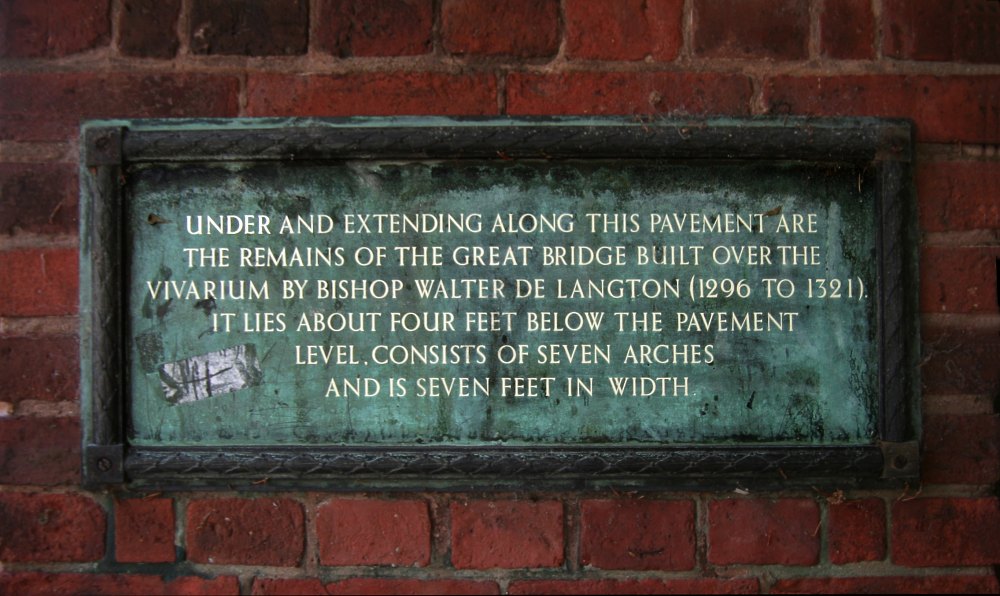 UNDER AND EXTENDING ALONG THIS PAVEMENT ARE
THE REMAINS OF THE GREAT BRIDGE BUILT OVER THE
VIVARIUM BY BISHOP WALTER DE LANGTON (1296 TO 1321).
IT LIES ABOUT FOUR FEET BELOW THE PAVEMENT
LEVEL, CONSISTS OF SEVEN ARCHES
AND IS SEVEN FEET IN WIDTH.